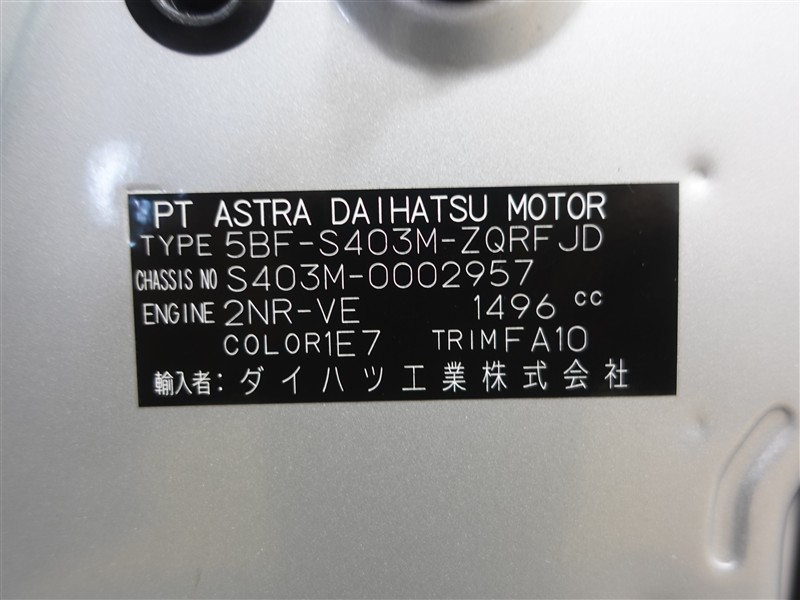 PT ASTRA DAIHATSU MOTOR
TYPE 5BF-S403M-ZQRFJD
CHASSIS NO S403M-0002957
ENGINE 2NR-VE 1496 cc
COLOR1E7 TRIMFA10
輸入者:ダイハツ工業株式会社